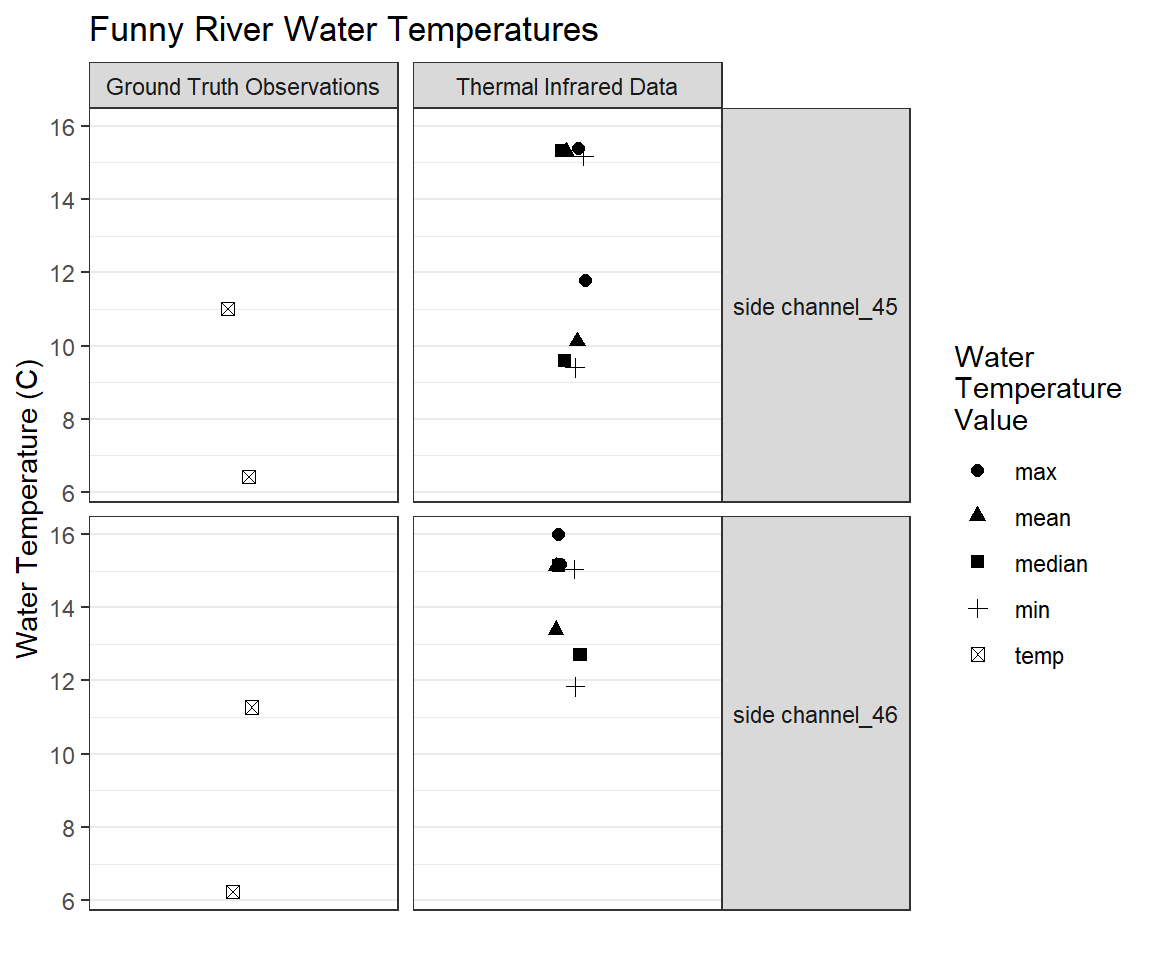 Funny River Water Temperatures
Ground Truth Observations
Thermal Infrared Data
Water Temperature (C)
16
14
12
10
8
6
side channel_45
16
14
12
10
8
6
side channel_46
Water
Temperature
Value
max
mean
median
min
temp